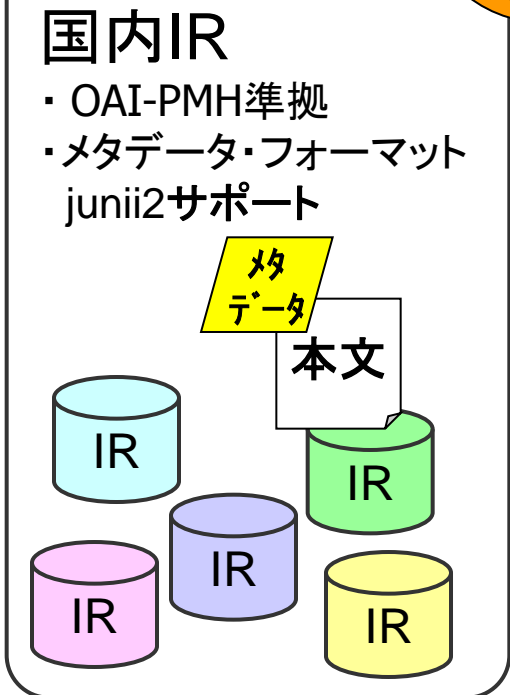 国内IR
・ OAI-PMH準拠
・メタデータ・フォーマット
junii2サポート
メタ
データ
本文
IR
IR
IR
IR
IR